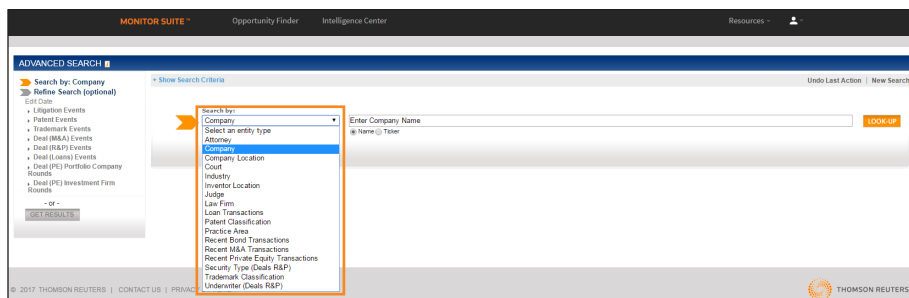 MONITOR SUITE™ Opportunity Finder Intelligence Center Resources
ADVANCED SEARCH
Search by: Company
Refine Search (optional)
Edit Date
Litigation Events
Patent Events
Trademark Events
Deal (M&A) Events
Deal (R&P) Events
Deal (Loans) Events
Deal (PE) Portfolio Company
Rounds
Deal (PE) Investment Firm
Rounds
- or -
GET RESULTS
+ Show Search Criteria Undo Last Action | New Search
Search by:
Company Enter Company Name LOOK-UP
Name Ticker
Select an entity type
Attorney
Company
Company Location
Court
Industry
Inventor Location
Judge
Law Firm
Loan Transactions
Patent Classification
Practice Area
Recent Bond Transactions
Recent M&A Transactions
Recent Private Equity Transactions
Security Type (Deals R&P)
Trademark Classification
Underwriter (Deals R&P)
© 2017 THOMSON REUTERS | CONTACT US | PRIVAC
THOMSON REUTERS